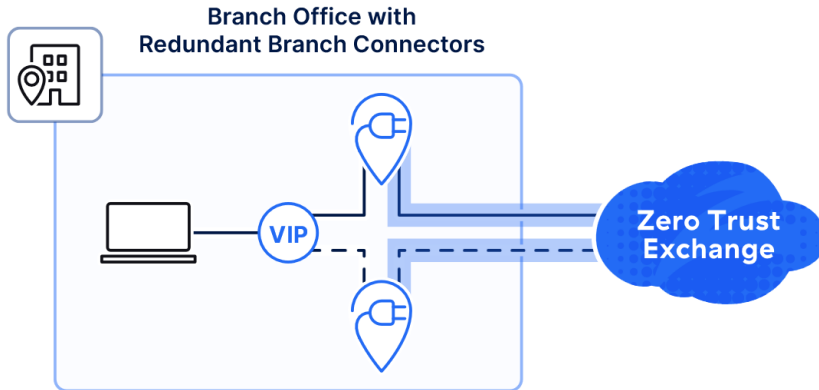 Branch Office with
Redundant Branch Connectors
VIP
Zero Trust
Exchange